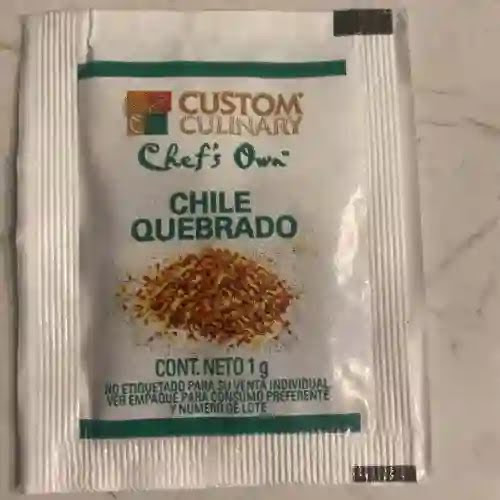 CUSTOM
CULINARY
Chef's Own™
CHILE
QUEBRADO
CONT. NETO 1 g
NO ETIQUETADO PARA SU VENTA INDIVIDUAL
VER EMPAQUE PARA CONSUMO PREFERENTE
Y NUMERO DE LOTE